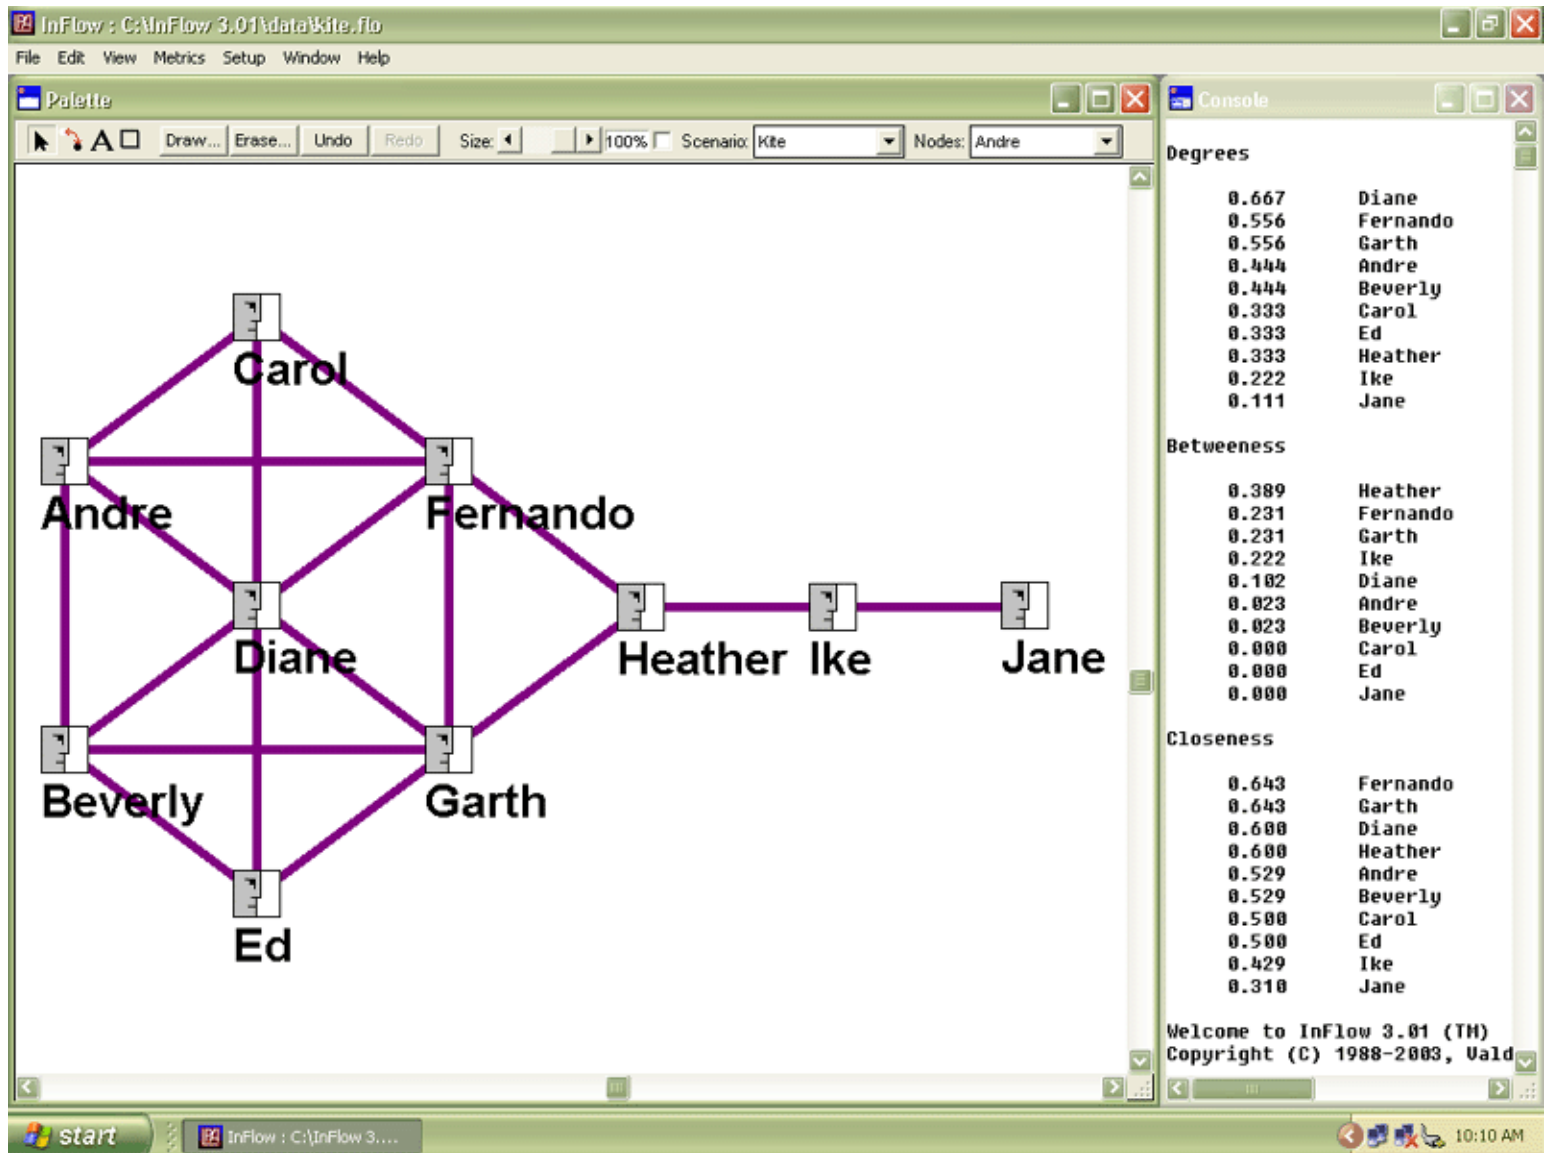 InFlow : C:\InFlow 3.01\data\kite.flo
File Edit View Metrics Setup Window Help
Palette
A Draw... Erase... Undo Redo Size: 100% Scenario: Kite Nodes: Andre
Carol
Andre
Fernando
Diane
Heather
Ike
Jane
Beverly
Garth
Ed
Console
Degrees
0.667 Diane
0.556 Fernando
0.556 Garth
0.444 Andre
0.444 Beverly
0.333 Carol
0.333 Ed
0.333 Heather
0.222 Ike
0.111 Jane
Betweeness
0.389 Heather
0.231 Fernando
0.231 Garth
0.222 Ike
0.102 Diane
0.023 Andre
0.023 Beverly
0.000 Carol
0.000 Ed
0.000 Jane
Closeness
0.643 Fernando
0.643 Garth
0.600 Diane
0.600 Heather
0.529 Andre
0.529 Beverly
0.500 Carol
0.500 Ed
0.429 Ike
0.310 Jane
Welcome to InFlow 3.01 (TM)
Copyright (C) 1988-2003, Vald
start
InFlow : C:\InFlow 3....
10:10 AM